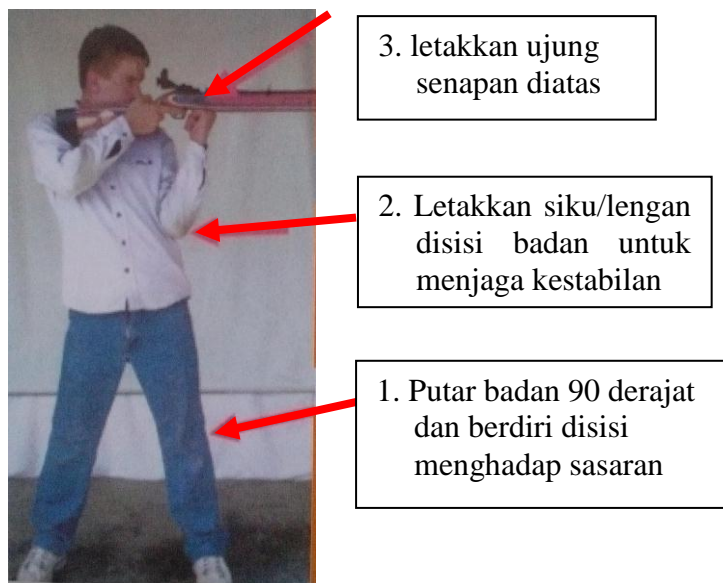 3. letakkan ujung
senapan diatas
2. Letakkan siku/lengan
disisi badan untuk
menjaga kestabilan
1. Putar badan 90 derajat
dan berdiri disisi
menghadap sasaran